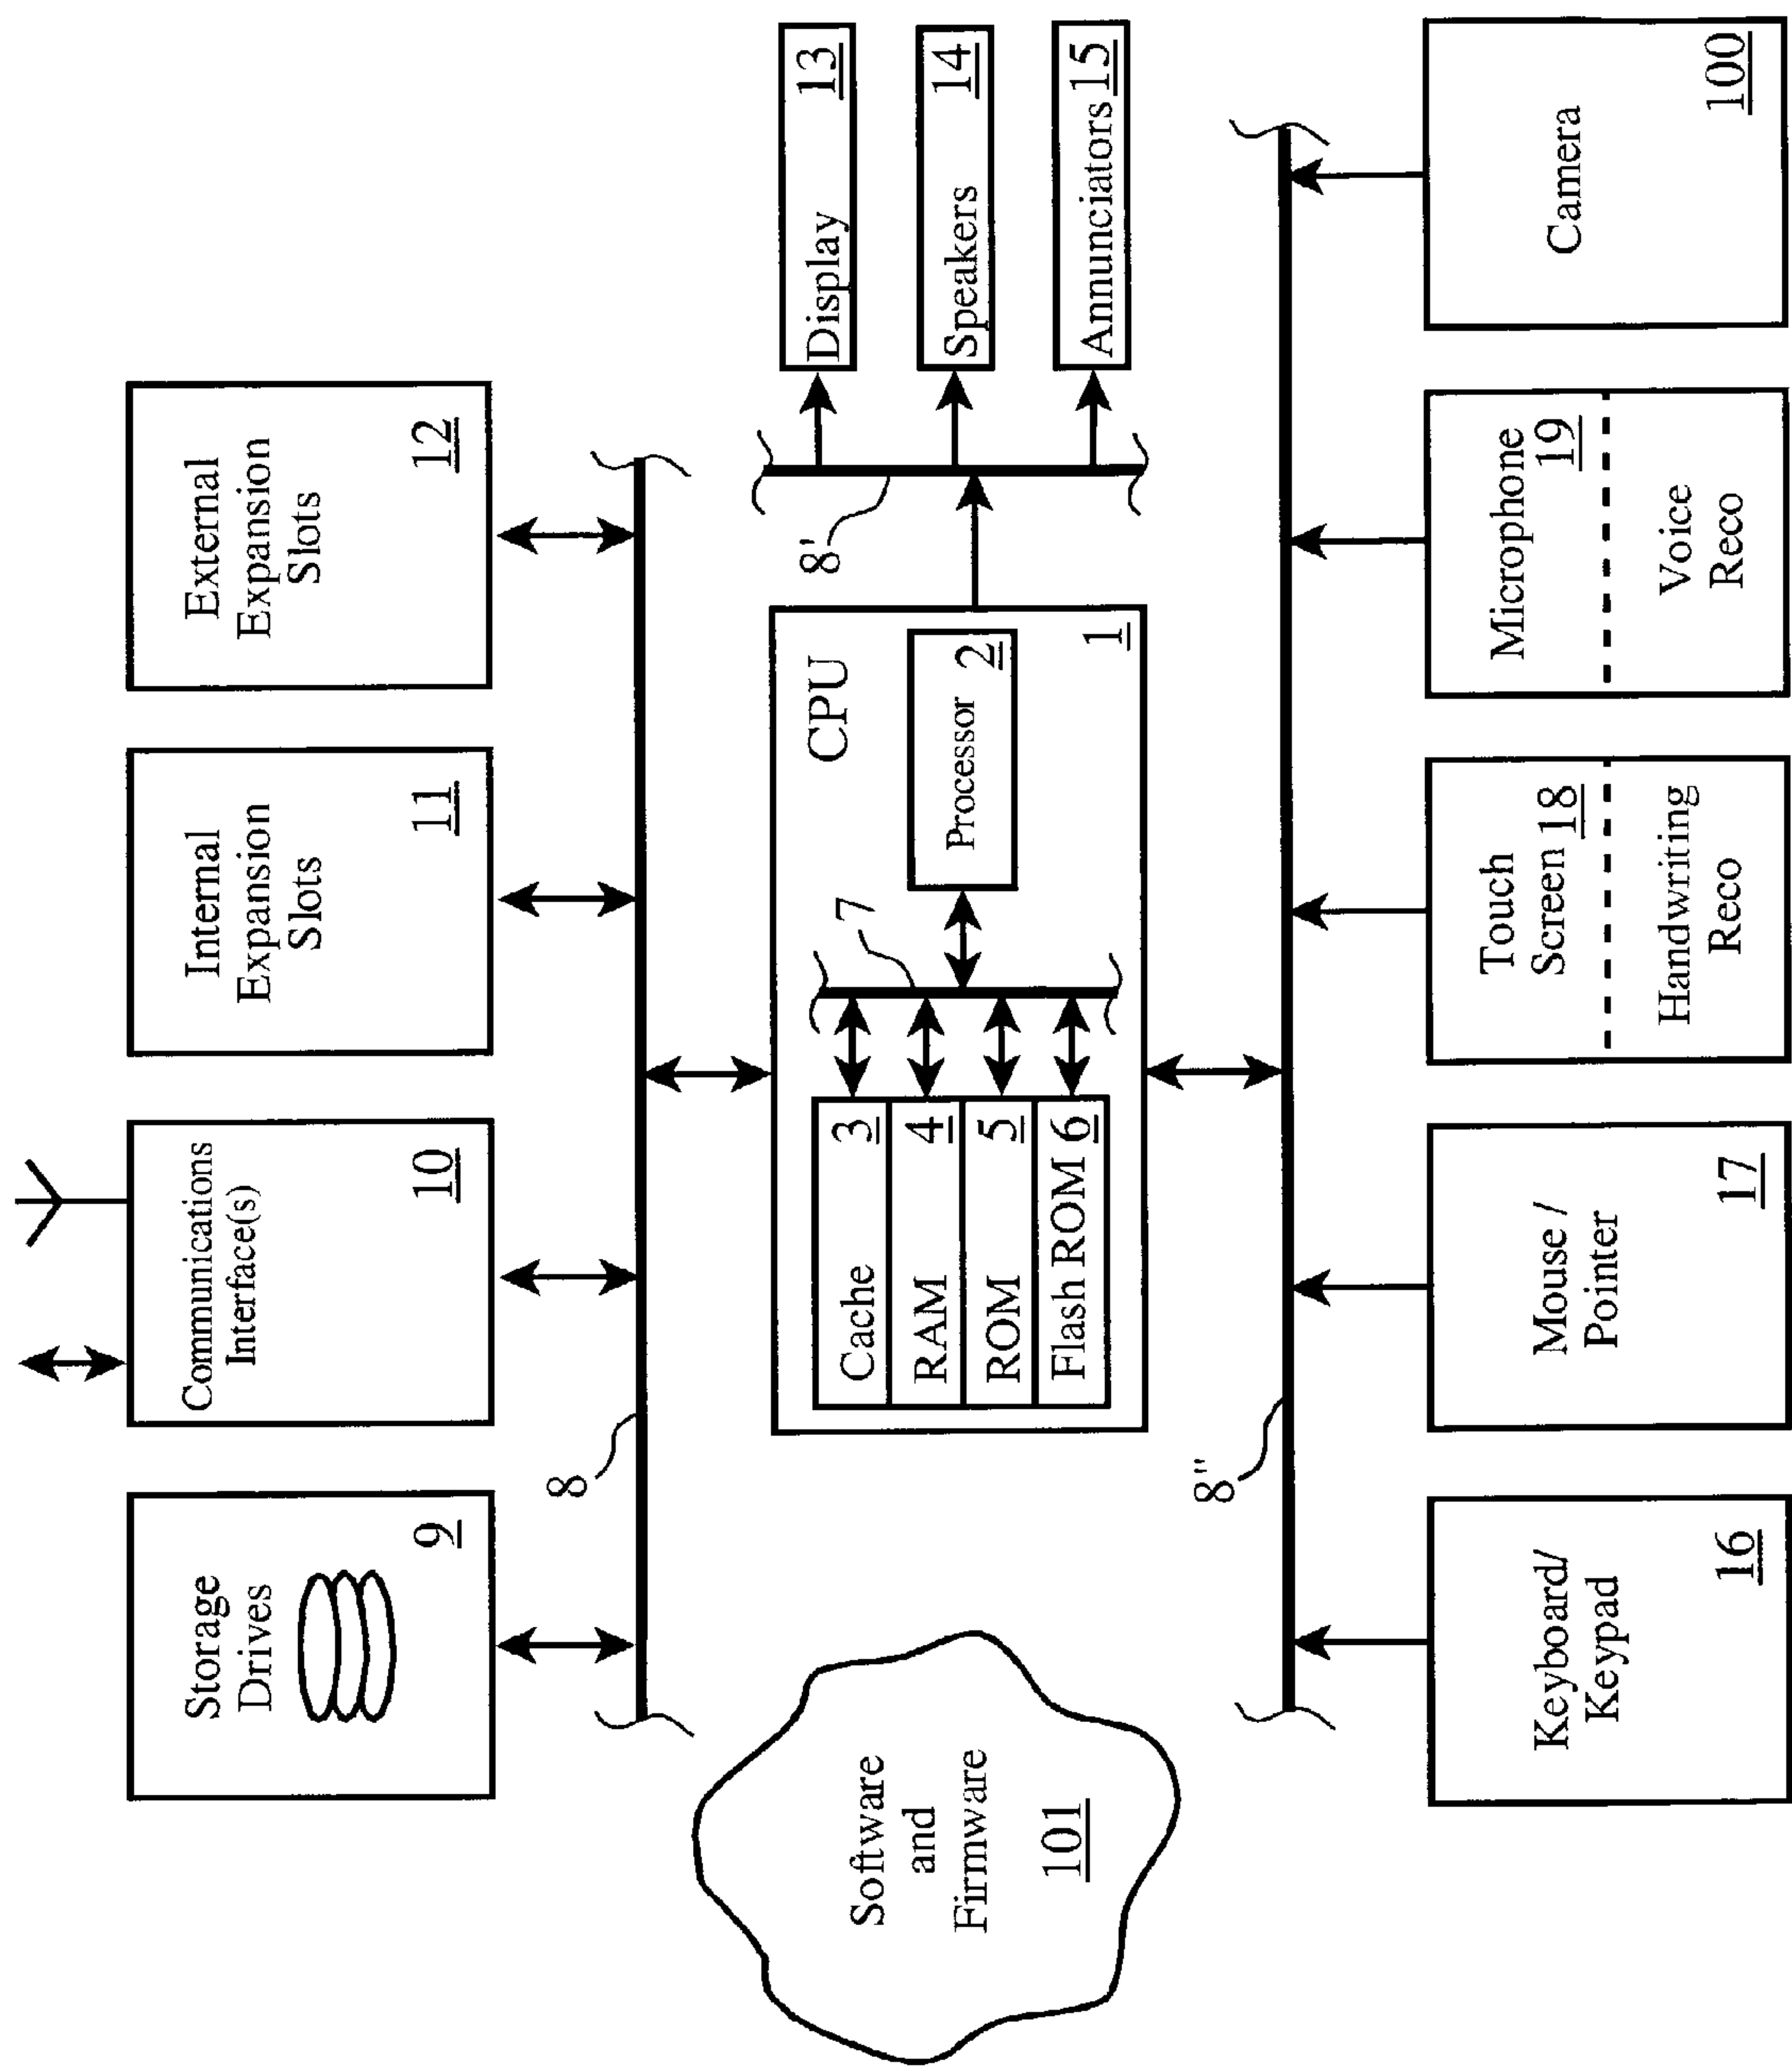 Storage
Drives
9
Communications
Interface(s)
10
Internal
Expansion
Slots
11
External
Expansion
Slots
12
8
Software
and
Firmware
101
CPU
Cache 3
RAM 4
ROM 5
Flash ROM 6
7
Processor 2
1
8'
Display 13
Speakers 14
Annunciators 15
8"
Keyboard/
Keypad
16
Mouse /
Pointer
17
Touch
Screen 18
Handwriting
Reco
Microphone
19
Voice
Reco
Camera
100